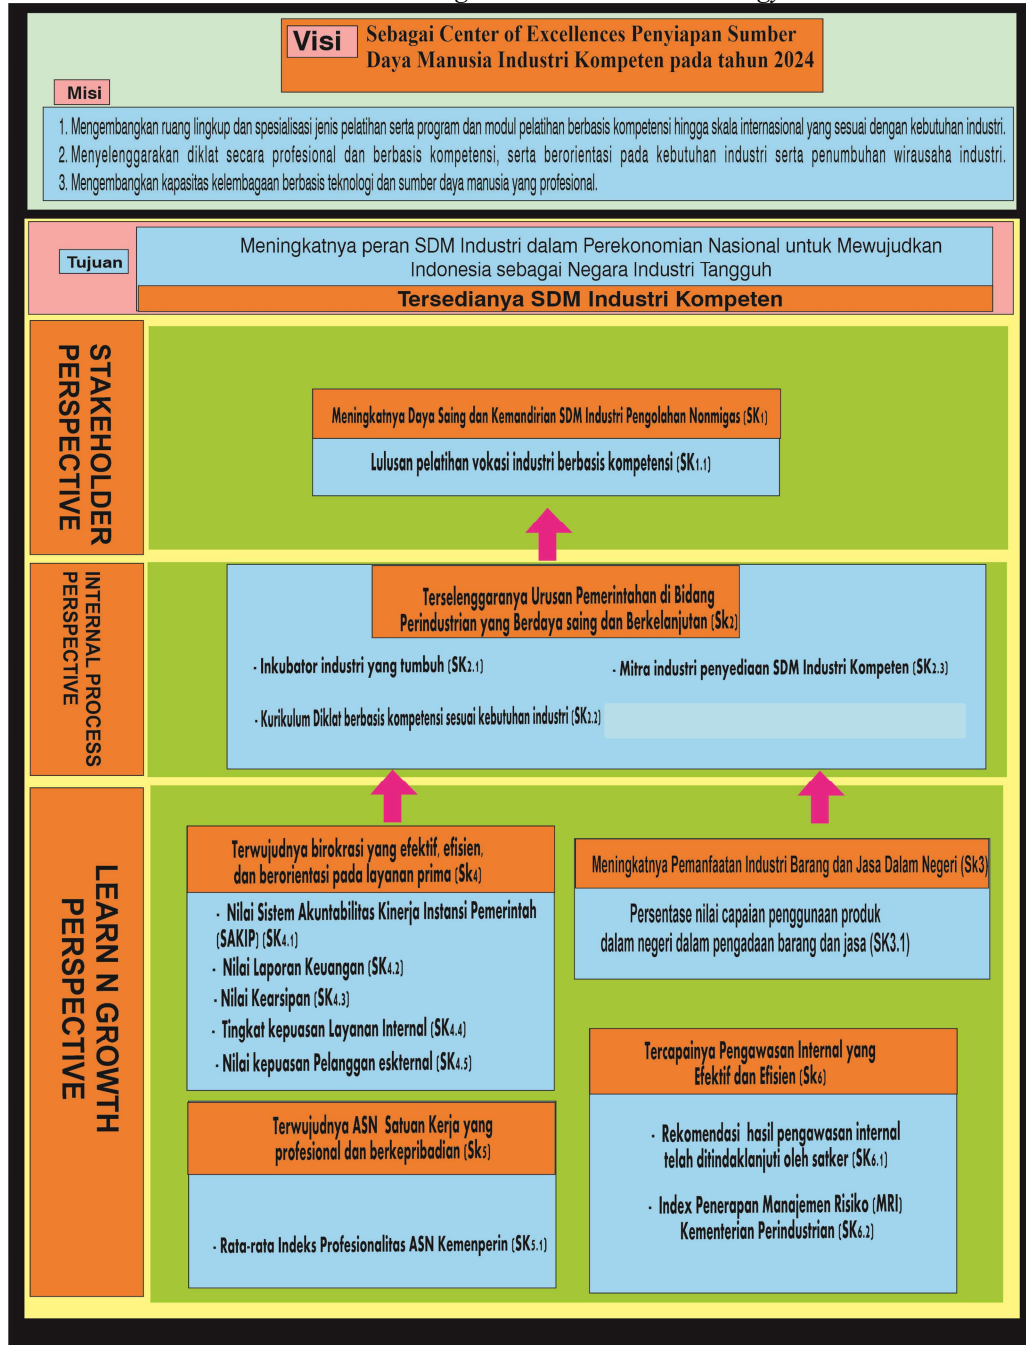 Visi
Sebagai Center of Excellences Penyiapan Sumber
Daya Manusia Industri Kompeten pada tahun 2024
Misi
1. Mengembangkan ruang lingkup dan spesialisasi jenis pelatihan serta program dan modul pelatihan berbasis kompetensi hingga skala internasional yang sesuai dengan kebutuhan industri.
2. Menyelenggarakan diklat secara profesional dan berbasis kompetensi, serta berorientasi pada kebutuhan industri serta penumbuhan wirausaha industri.
3. Mengembangkan kapasitas kelembagaan berbasis teknologi dan sumber daya manusia yang profesional.
Tujuan
Meningkatnya peran SDM Industri dalam Perekonomian Nasional untuk Mewujudkan
Indonesia sebagai Negara Industri Tangguh
Tersedianya SDM Industri Kompeten
STAKEHOLDER
PERSPECTIVE
Meningkatnya Daya Saing dan Kemandirian SDM Industri Pengolahan Nonmigas (SK1)
Lulusan pelatihan vokasi industri berbasis kompetensi (SK1.1)
INTERNAL PROCESS
PERSPECTIVE
Terselenggaranya Urusan Pemerintahan di Bidang
Perindustrian yang Berdaya saing dan Berkelanjutan (Sk2)
- Inkubator industri yang tumbuh (SK2.1)
- Mitra industri penyediaan SDM Industri Kompeten (SK2.3)
- Kurikulum Diklat berbasis kompetensi sesuai kebutuhan industri (SK2.2)
LEARN N GROWTH
PERSPECTIVE
Terwujudnya birokrasi yang efektif, efisien,
dan berorientasi pada layanan prima (Sk4)
- Nilai Sistem Akuntabilitas Kinerja Instansi Pemerintah
(SAKIP) (SK4.1)
- Nilai Laporan Keuangan (SK4.2)
- Nilai Kearsipan (SK4.3)
- Tingkat kepuasan Layanan Internal (SK4.4)
- Nilai kepuasan Pelanggan eskternal (SK4.5)
Meningkatnya Pemanfaatan Industri Barang dan Jasa Dalam Negeri (Sk3)
Persentase nilai capaian penggunaan produk
dalam negeri dalam pengadaan barang dan jasa (SK3.1)
Terwujudnya ASN Satuan Kerja yang
profesional dan berkepribadian (Sk5)
- Rata-rata Indeks Profesionalitas ASN Kemenperin (SK5.1)
Tercapainya Pengawasan Internal yang
Efektif dan Efisien (Sk6)
- Rekomendasi hasil pengawasan internal
telah ditindaklanjuti oleh satker (SK6.1)
- Index Penerapan Manajemen Risiko (MRI)
Kementerian Perindustrian (SK6.2)